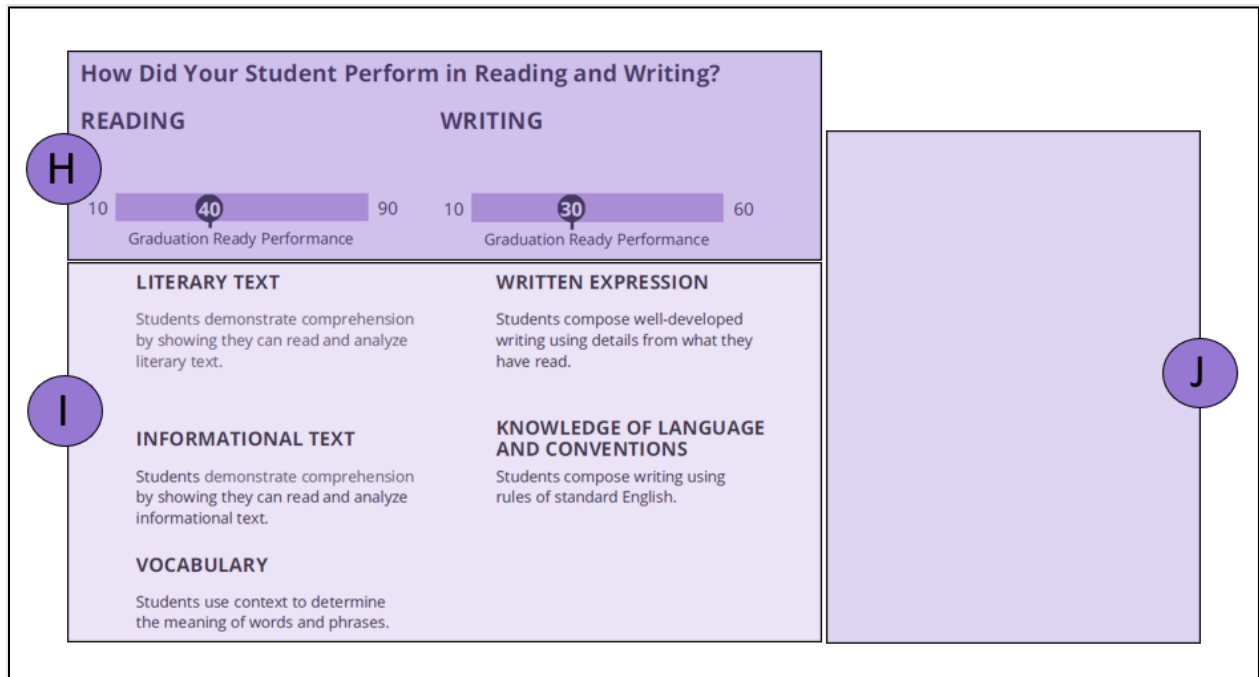 How Did Your Student Perform in Reading and Writing?
READING
WRITING
H
10
40
90
10
30
60
Graduation Ready Performance
Graduation Ready Performance
LITERARY TEXT
Students demonstrate comprehension
by showing they can read and analyze
literary text.
INFORMATIONAL TEXT
Students demonstrate comprehension
by showing they can read and analyze
informational text.
VOCABULARY
Students use context to determine
the meaning of words and phrases.
WRITTEN EXPRESSION
Students compose well-developed
writing using details from what they
have read.
KNOWLEDGE OF LANGUAGE
AND CONVENTIONS
Students compose writing using
rules of standard English.
I
J